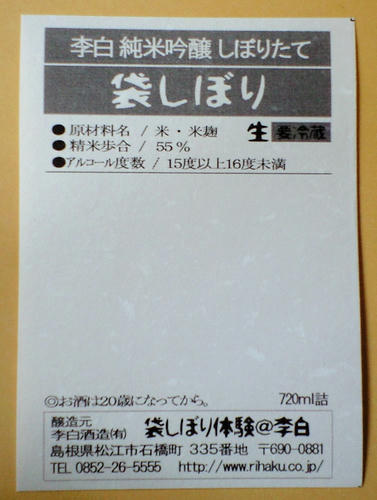 李白 純米吟醸 しぼりたて
袋しぼり
●原材料名 / 米・米麹 生 要冷蔵
●精米歩合 / 55%
●アルコール度数 / 15度以上16度未満
◎お酒は20歳になってから。 720ml詰
醸造元
李白酒造(有) 袋しぼり体験@李白
島根県松江市石橋町 335番地 〒690-0881
TEL 0852-26-5555 http://www.rihaku.co.jp/